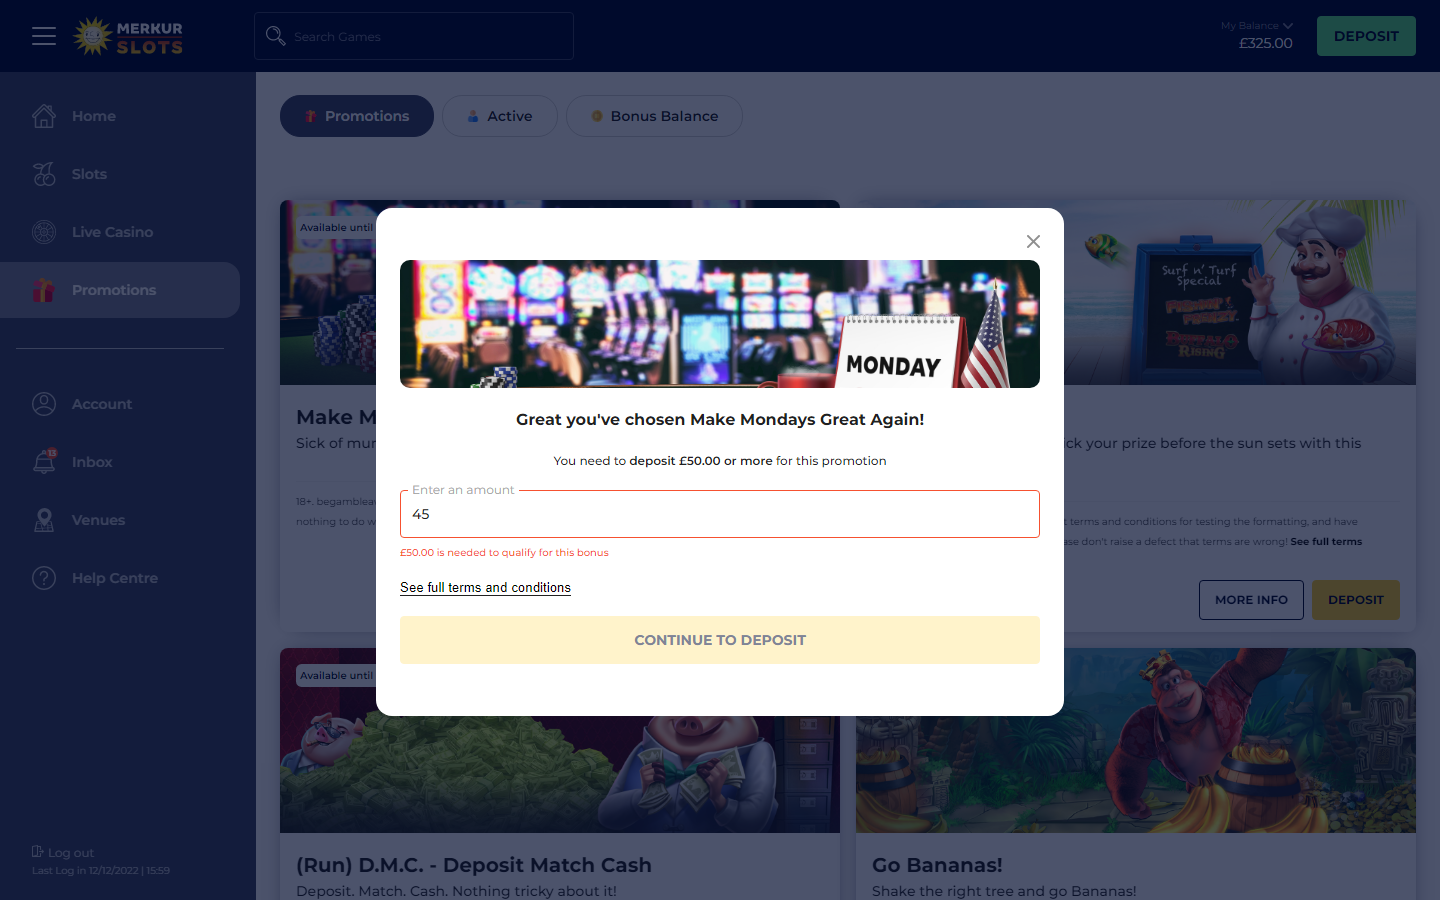 MERKUR
SLOTS
Search Games
My Balance
£325.00
DEPOSIT
Home
Slots
Live Casino
Promotions
Account
13
Inbox
Venues
Help Centre
Log out
Last Log in 12/12/2022 | 15:59
Promotions
Active
Bonus Balance
Available until
Surf n' Turf
Special
RISING
MONDAY
Great you've chosen Make Mondays Great Again!
You need to deposit £50.00 or more for this promotion
Enter an amount
45
£50.00 is needed to qualify for this bonus
See full terms and conditions
CONTINUE TO DEPOSIT
Make M
Sick of mur
18+. begambleav
nothing to do w
ck your prize before the sun sets with this
t terms and conditions for testing the formatting, and have
ase don't raise a defect that terms are wrong! See full terms
MORE INFO
DEPOSIT
Available until
(Run) D.M.C. - Deposit Match Cash
Deposit. Match. Cash. Nothing tricky about it!
Go Bananas!
Shake the right tree and go Bananas!